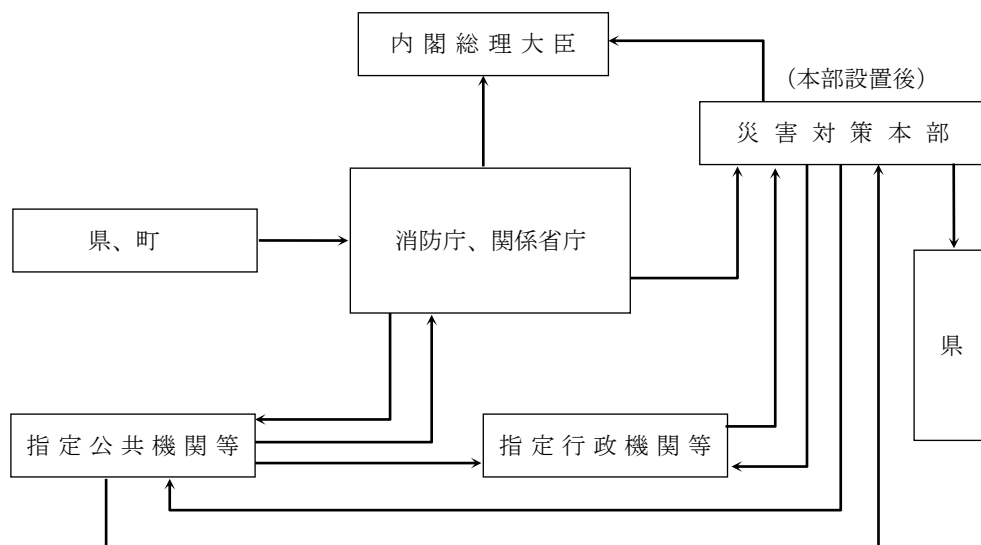 内閣総理大臣
（本部設置後）
災害対策本部
県、町
消防庁、関係省庁
県
指定公共機関等
指定行政機関等